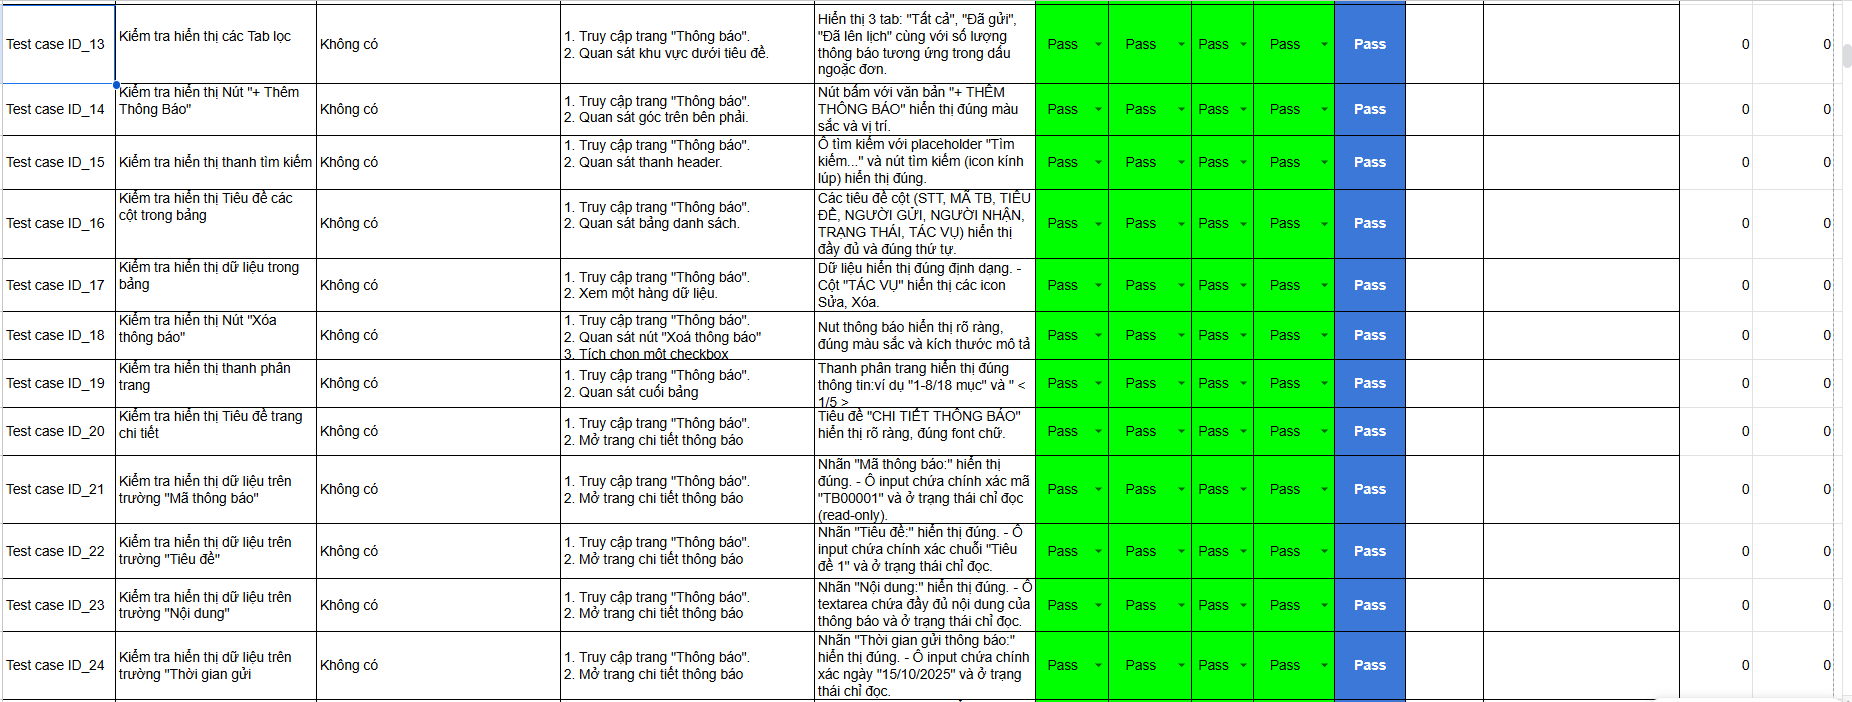 Test case ID_13
Kiểm tra hiển thị các Tab lọc
Không có
1. Truy cập trang "Thông báo".
2. Quan sát khu vực dưới tiêu đề.
Hiển thị 3 tab: "Tất cả", "Đã gửi",
"Đã lên lịch" cùng với số lượng
thông báo tương ứng trong dấu
ngoặc đơn.
Pass
Pass
Pass
Pass
Pass
0
0
Test case ID_14
Kiểm tra hiển thị Nút "+ Thêm
Thông Báo"
Không có
1. Truy cập trang "Thông báo".
2. Quan sát góc trên bên phải.
Nút bấm với văn bản "+ THÊM
THÔNG BÁO" hiển thị đúng màu
sắc và vị trí.
Pass
Pass
Pass
Pass
Pass
0
0
Test case ID_15
Kiểm tra hiển thị thanh tìm kiếm
Không có
1. Truy cập trang "Thông báo".
2. Quan sát thanh header.
Ô tìm kiếm với placeholder "Tìm
kiếm..." và nút tìm kiếm (icon kính
lúp) hiển thị đúng.
Pass
Pass
Pass
Pass
Pass
0
0
Test case ID_16
Kiểm tra hiển thị Tiêu đề các
cột trong bảng
Không có
1. Truy cập trang "Thông báo".
2. Quan sát bảng danh sách.
Các tiêu đề cột (STT, MÃ TB, TIÊU
ĐỀ, NGƯỜI GỬI, NGƯỜI NHẬN,
TRẠNG THÁI, TÁC VỤ) hiển thị
đầy đủ và đúng thứ tự.
Pass
Pass
Pass
Pass
Pass
0
0
Test case ID_17
Kiểm tra hiển thị dữ liệu trong
bảng
Không có
1. Truy cập trang "Thông báo".
2. Xem một hàng dữ liệu.
Dữ liệu hiển thị đúng định dạng. -
Cột "TÁC VỤ" hiển thị các icon
Sửa, Xóa.
Pass
Pass
Pass
Pass
Pass
0
0
Test case ID_18
Kiểm tra hiển thị Nút "Xóa
thông báo"
Không có
1. Truy cập trang "Thông báo".
2. Quan sát nút "Xoá thông báo"
3. Tích chọn một checkbox
Nut thông báo hiển thị rõ ràng,
đúng màu sắc và kích thước mô tả
Pass
Pass
Pass
Pass
Pass
0
0
Test case ID_19
Kiểm tra hiển thị thanh phân
trang
Không có
1. Truy cập trang "Thông báo".
2. Quan sát cuối bảng
Thanh phân trang hiển thị đúng
thông tin:ví dụ "1-8/18 mục" và " <
1/5 >
Pass
Pass
Pass
Pass
Pass
0
0
Test case ID_20
Kiểm tra hiển thị Tiêu đề trang
chi tiết
Không có
1. Truy cập trang "Thông báo".
2. Mở trang chi tiết thông báo
Tiêu đề "CHI TIẾT THÔNG BÁO"
hiển thị rõ ràng, đúng font chữ.
Pass
Pass
Pass
Pass
Pass
0
0
Test case ID_21
Kiểm tra hiển thị dữ liệu trên
trường "Mã thông báo"
Không có
1. Truy cập trang "Thông báo".
2. Mở trang chi tiết thông báo
Nhãn "Mã thông báo:" hiển thị
đúng. - Ô input chứa chính xác mã
"TB00001" và ở trạng thái chỉ đọc
(read-only).
Pass
Pass
Pass
Pass
Pass
0
0
Test case ID_22
Kiểm tra hiển thị dữ liệu trên
trường "Tiêu đề"
Không có
1. Truy cập trang "Thông báo".
2. Mở trang chi tiết thông báo
Nhãn "Tiêu đề:" hiển thị đúng. - Ô
input chứa chính xác chuỗi "Tiêu
đề 1" và ở trạng thái chỉ đọc.
Pass
Pass
Pass
Pass
Pass
0
0
Test case ID_23
Kiểm tra hiển thị dữ liệu trên
trường "Nội dung"
Không có
1. Truy cập trang "Thông báo".
2. Mở trang chi tiết thông báo
Nhãn "Nội dung:" hiển thị đúng. - Ô
textarea chứa đầy đủ nội dung của
thông báo và ở trạng thái chỉ đọc.
Pass
Pass
Pass
Pass
Pass
0
0
Test case ID_24
Kiểm tra hiển thị dữ liệu trên
trường "Thời gian gửi
Không có
1. Truy cập trang "Thông báo".
2. Mở trang chi tiết thông báo
Nhãn "Thời gian gửi thông báo:"
hiển thị đúng. - Ô input chứa chính
xác ngày "15/10/2025" và ở trạng
thái chỉ đọc.
Pass
Pass
Pass
Pass
Pass
0
0